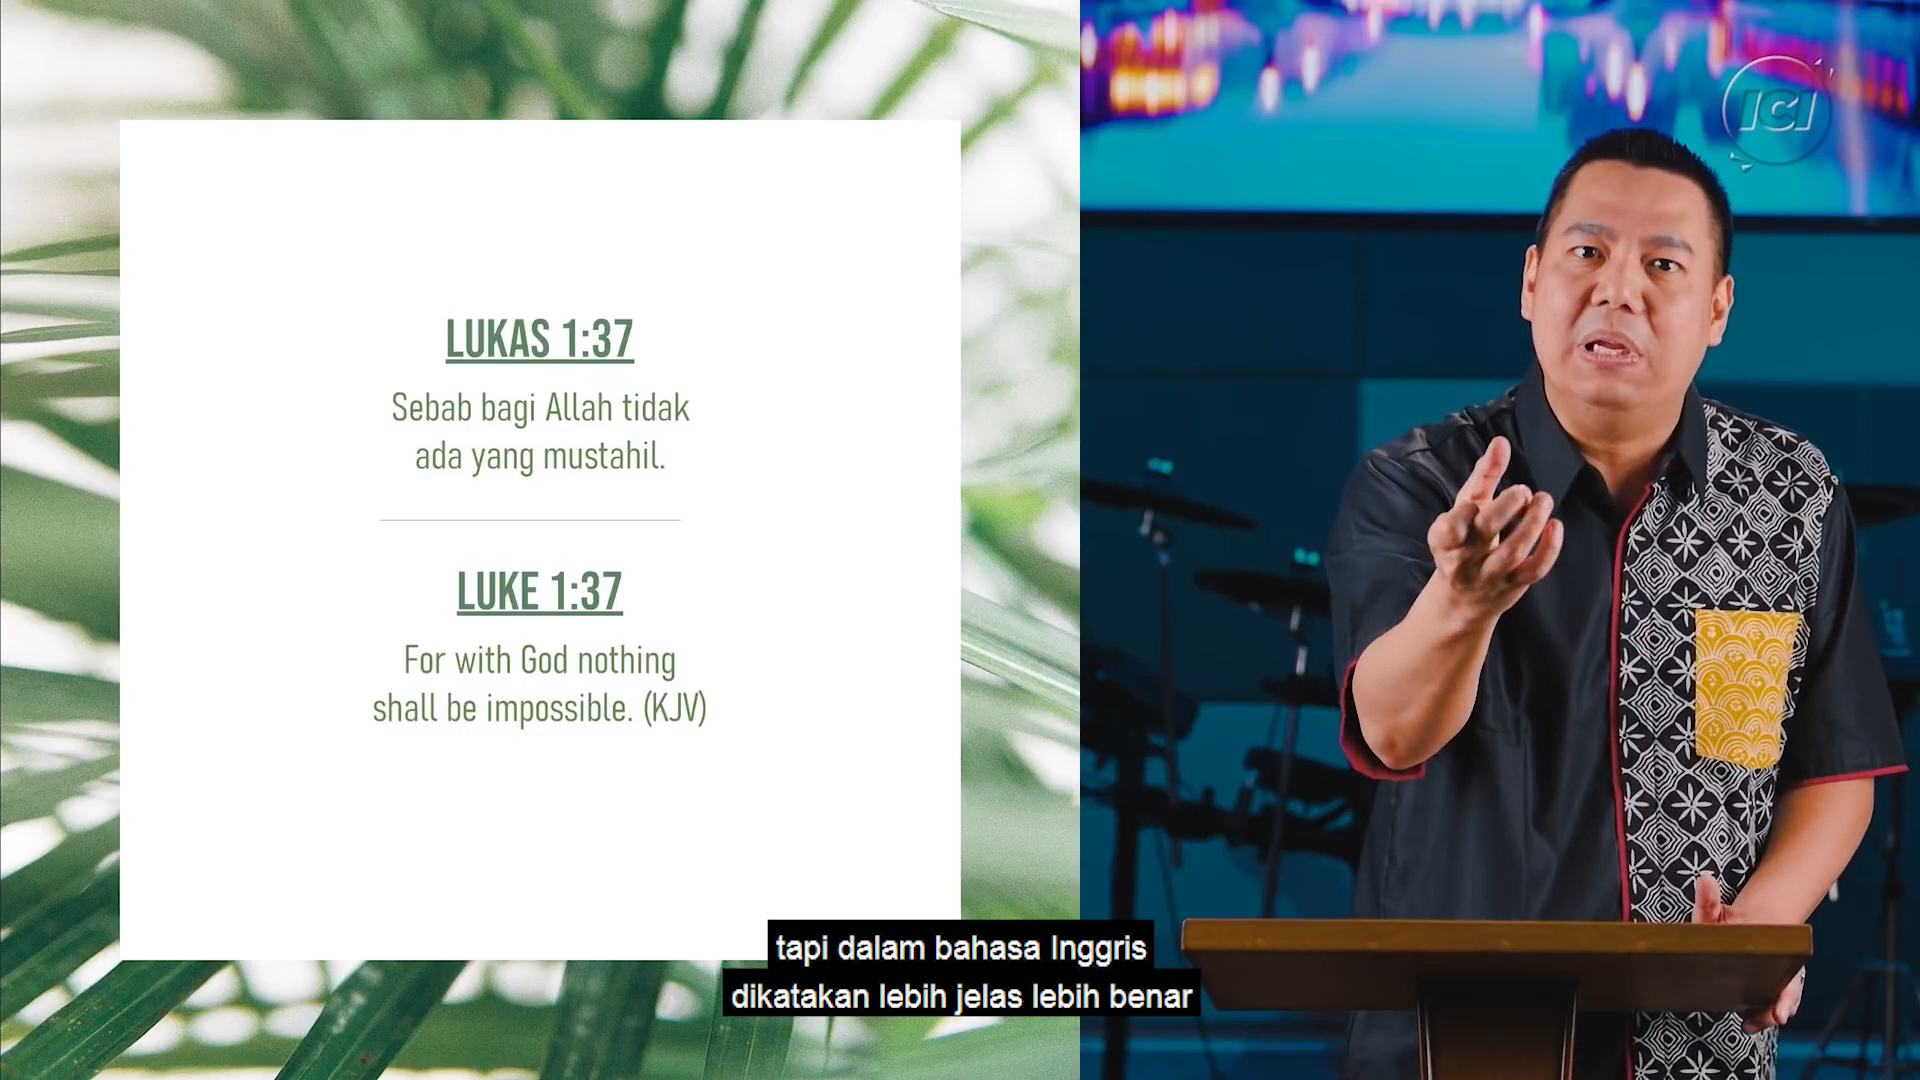 LUKAS 1:37
Sebab bagi Allah tidak
ada yang mustahil.
LUKE 1:37
For with God nothing
shall be impossible. (KJV)
ICI
tapi dalam bahasa Inggris
dikatakan lebih jelas lebih benar